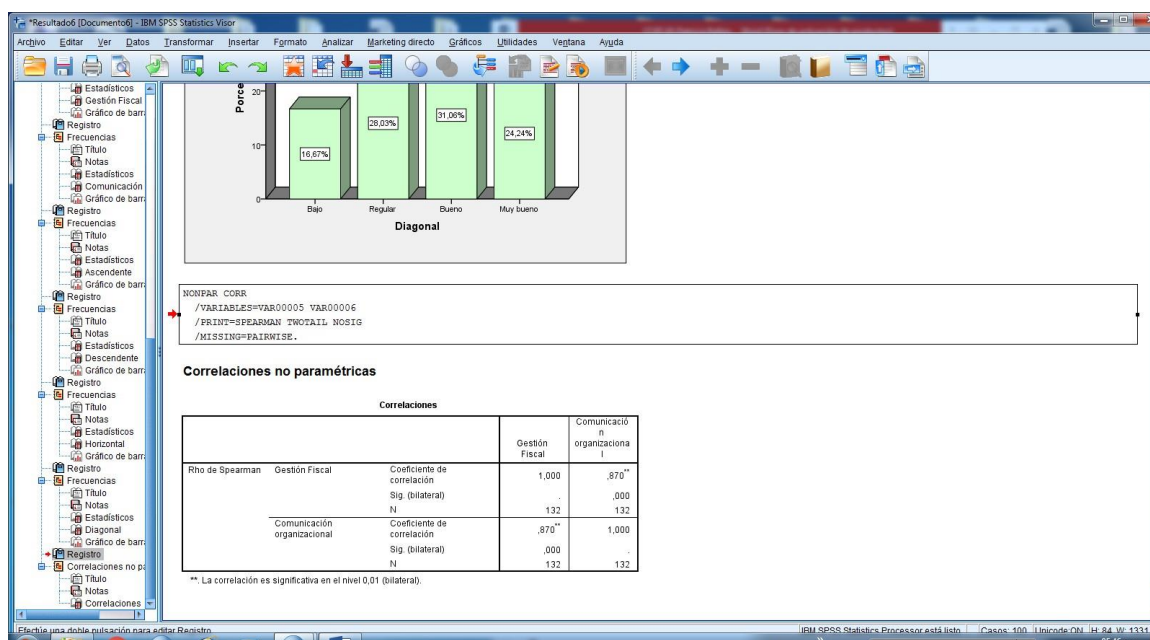 *Resultado6 [Documento6] - IBM SPSS Statistics Visor
Archivo Editar Ver Datos Transformar Insertar Formato Analizar Marketing directo Gráficos Utilidades Ventana Ayuda
Estadísticos
Gestión Fiscal
Gráfico de barr
Registro
Frecuencias
Título
Notas
Estadísticos
Comunicación
Gráfico de barr
Registro
Frecuencias
Título
Notas
Estadísticos
Ascendente
Gráfico de barr
Registro
Frecuencias
Título
Notas
Estadísticos
Descendente
Gráfico de barr
Registro
Frecuencias
Título
Notas
Estadísticos
Horizontal
Gráfico de barr
Registro
Frecuencias
Título
Notas
Estadísticos
Diagonal
Gráfico de barr
Registro
Correlaciones no pa
Título
Notas
Correlaciones
Porce
20
10
0
16,67%
28,03%
31,06%
24,24%
Bajo Regular Bueno Muy bueno
Diagonal
NONPAR CORR
/VARIABLES=VAR00005 VAR00006
/PRINT=SPEARMAN TWOTAIL NOSIG
/MISSING=PAIRWISE.
Correlaciones no paramétricas
Correlaciones
Gestión
Fiscal
Comunicació
n
organizaciona
l
Rho de Spearman Gestión Fiscal Coeficiente de
correlación 1,000 ,870**
Sig. (bilateral) . ,000
N 132 132
Comunicación
organizacional Coeficiente de
correlación ,870** 1,000
Sig. (bilateral) ,000 .
N 132 132
**. La correlación es significativa en el nivel 0,01 (bilateral).
Efectúe una doble pulsación para editar Registro IBM SPSS Statistics Processor está listo Casos: 100 Unicode:ON H: 84, W: 1331